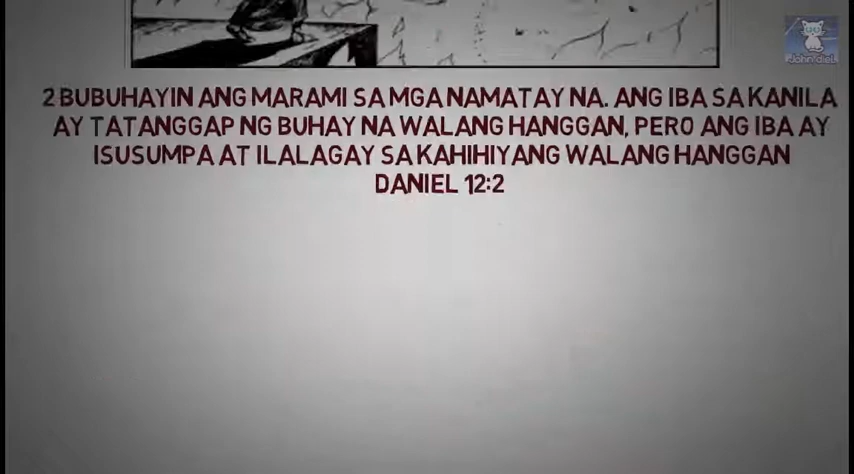 2 BUBUHAYIN ANG MARAMI SA MGA NAMATAY NA. ANG IBA SA KANILA
AY TATANGGAP NG BUHAY NA WALANG HANGGAN, PERO ANG IBA AY
ISUSUMPA AT ILALAGAY SA KAHIHIYANG WALANG HANGGAN
DANIEL 12:2